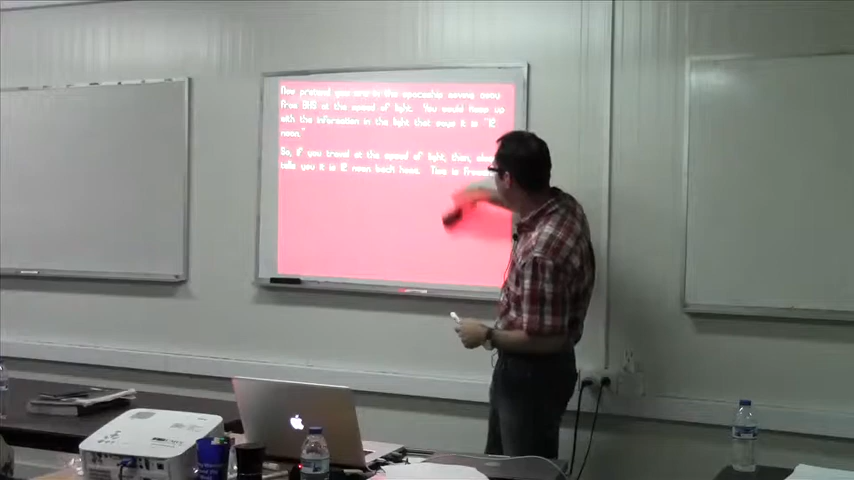 Now pretend you are in the spaceship moving away
from BHS at the speed of light. You would keep up
with the information in the light that says it is "12
noon."
So, if you travel at the speed of light, then,
tells you it is 12 noon back home. Time is